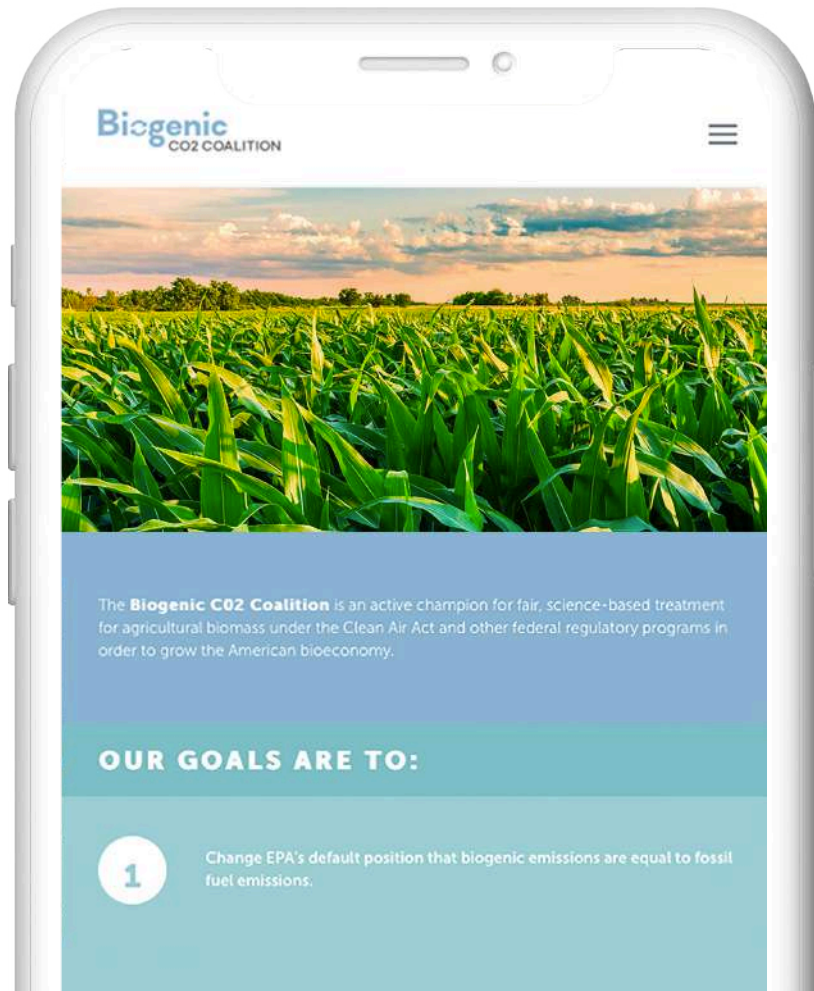 Biogenic
CO2 COALITION
The Biogenic C02 Coalition is an active champion for fair, science-based treatment
for agricultural biomass under the Clean Air Act and other federal regulatory programs in
order to grow the American bioeconomy.
OUR GOALS ARE TO:
1
Change EPA's default position that biogenic emissions are equal to fossil
fuel emissions.